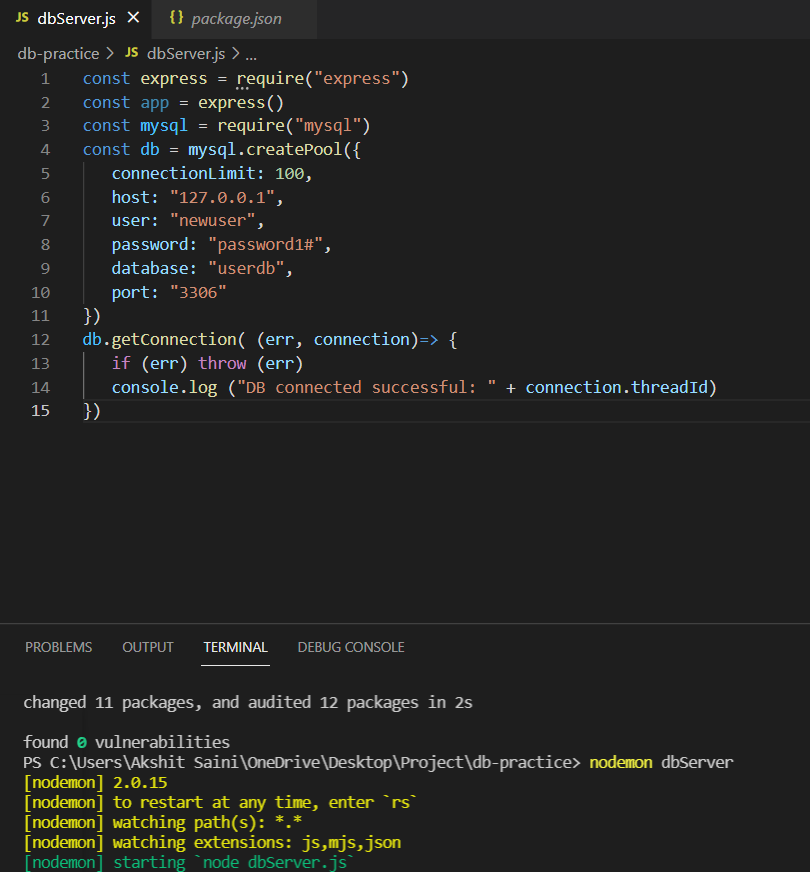 JS dbServer.js × {} package.json
db-practice > JS dbServer.js > ...
1 const express = require("express")
2 const app = express()
3 const mysql = require("mysql")
4 const db = mysql.createPool({
5 connectionLimit: 100,
6 host: "127.0.0.1",
7 user: "newuser",
8 password: "password1#",
9 database: "userdb",
10 port: "3306"
11 })
12 db.getConnection( (err, connection)=> {
13 if (err) throw (err)
14 console.log ("DB connected successful: " + connection.threadId)
15 })
PROBLEMS OUTPUT TERMINAL DEBUG CONSOLE
changed 11 packages, and audited 12 packages in 2s
found 0 vulnerabilities
PS C:\Users\Akshit Saini\OneDrive\Desktop\Project\db-practice> nodemon dbServer
[nodemon] 2.0.15
[nodemon] to restart at any time, enter `rs`
[nodemon] watching path(s): *.*
[nodemon] watching extensions: js,mjs,json
[nodemon] starting `node dbServer.js`